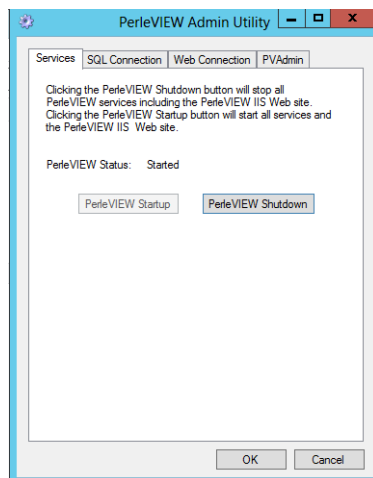 PerleVIEW Admin Utility
Services SQL Connection Web Connection PVAdmin
Clicking the PerleVIEW Shutdown button will stop all
PerleVIEW services including the PerleVIEW IIS Web site.
Clicking the PerleVIEW Startup button will start all services and
the PerleVIEW IIS  Web site.
PerleVIEW Status: Started
PerleVIEW Startup PerleVIEW Shutdown
OK Cancel